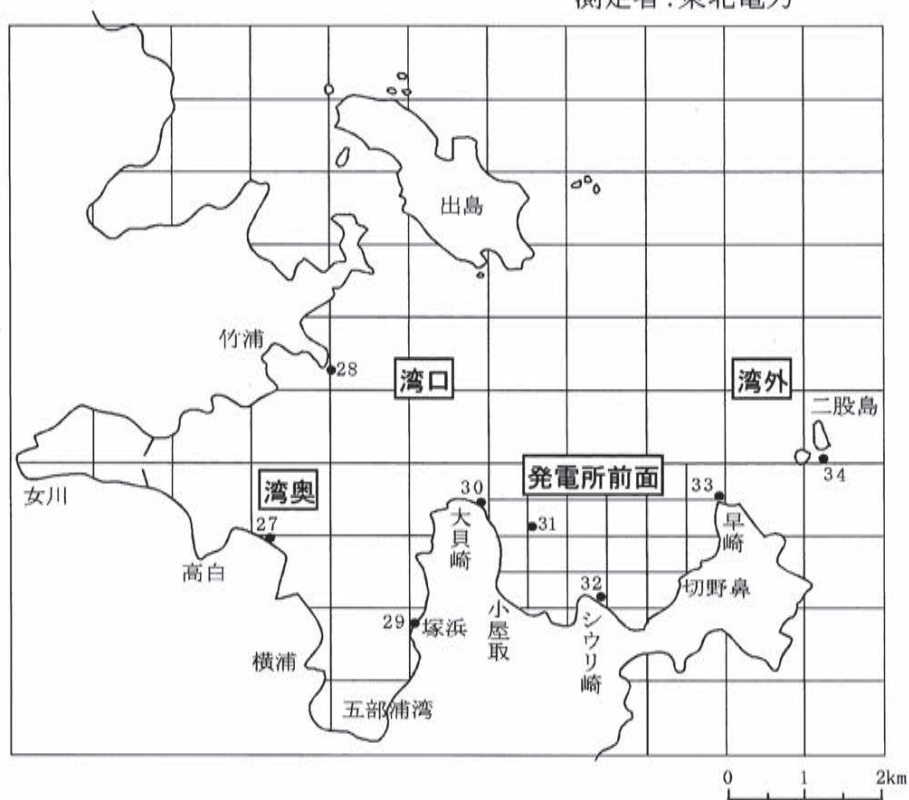 測定者：東北電力
出島
竹浦
28
湾口
湾外
二股島
34
女川
湾奥
27
高白
発電所前面
30
大貝崎
31
33
早崎
32
切野鼻
29 塚浜
小屋取
シウリ崎
横浦
五部浦湾
0 1 2km